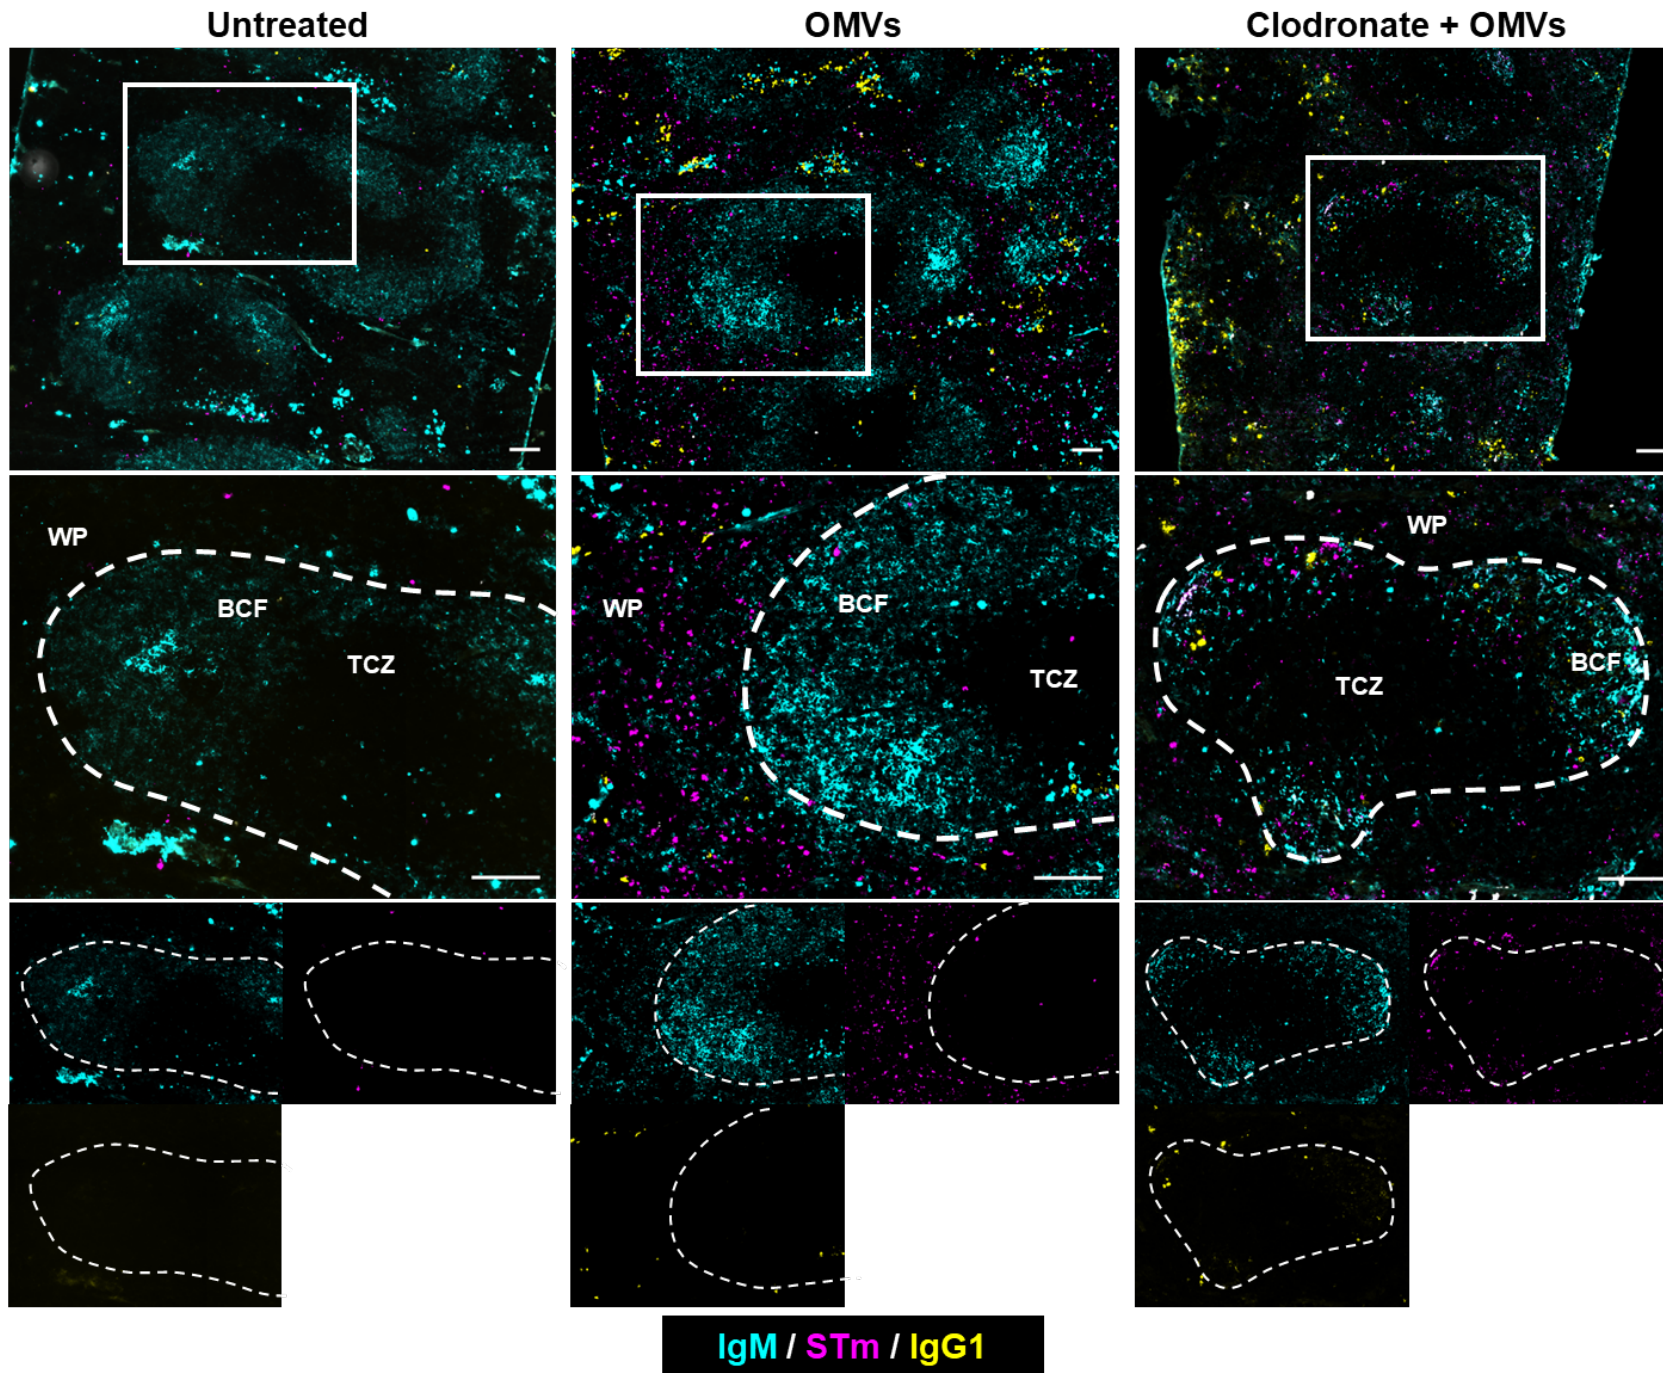 Untreated
OMVs
Clodronate + OMVs
WP
BCF
TCZ
WP
BCF
TCZ
WP
BCF
TCZ
IgM / STm / IgG1